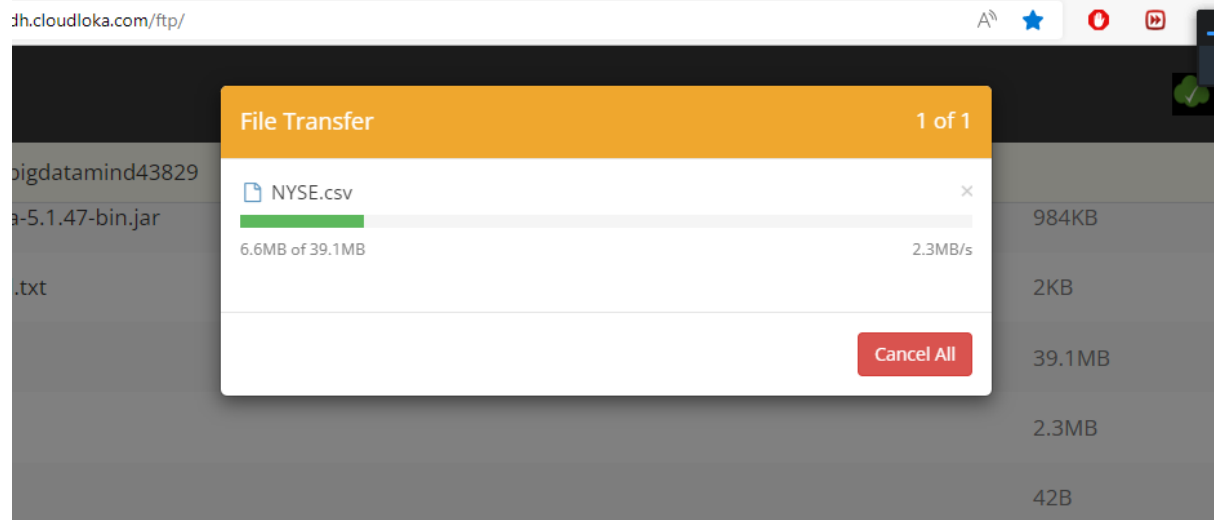 dh.cloudloka.com/ftp/
File Transfer 1 of 1
bigdatamind43829
NYSE.csv
a-5.1.47-bin.jar 984KB
6.6MB of 39.1MB 2.3MB/s
.txt 2KB
Cancel All
39.1MB
2.3MB
42B